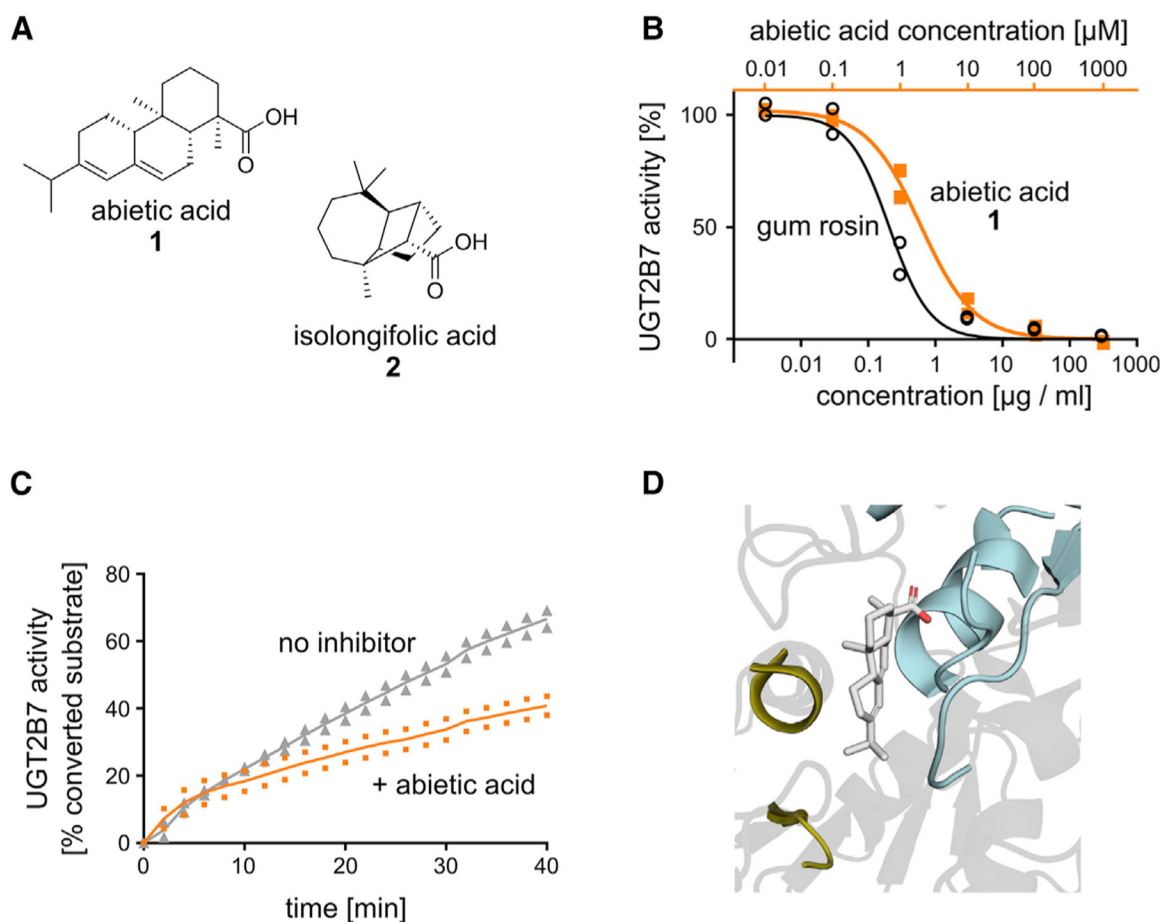 A
OH
O
abietic acid
1
OH
O
isolongifolic acid
2
B
abietic acid concentration [µM]
0.01 0.1 1 10 100 1000
UGT2B7 activity [%]
100
50
0
gum rosin
abietic acid
1
0.01 0.1 1 10 100 1000
concentration [µg / ml]
C
UGT2B7 activity
[% converted substrate]
80
60
40
20
0
no inhibitor
+ abietic acid
0 10 20 30 40
time [min]
D